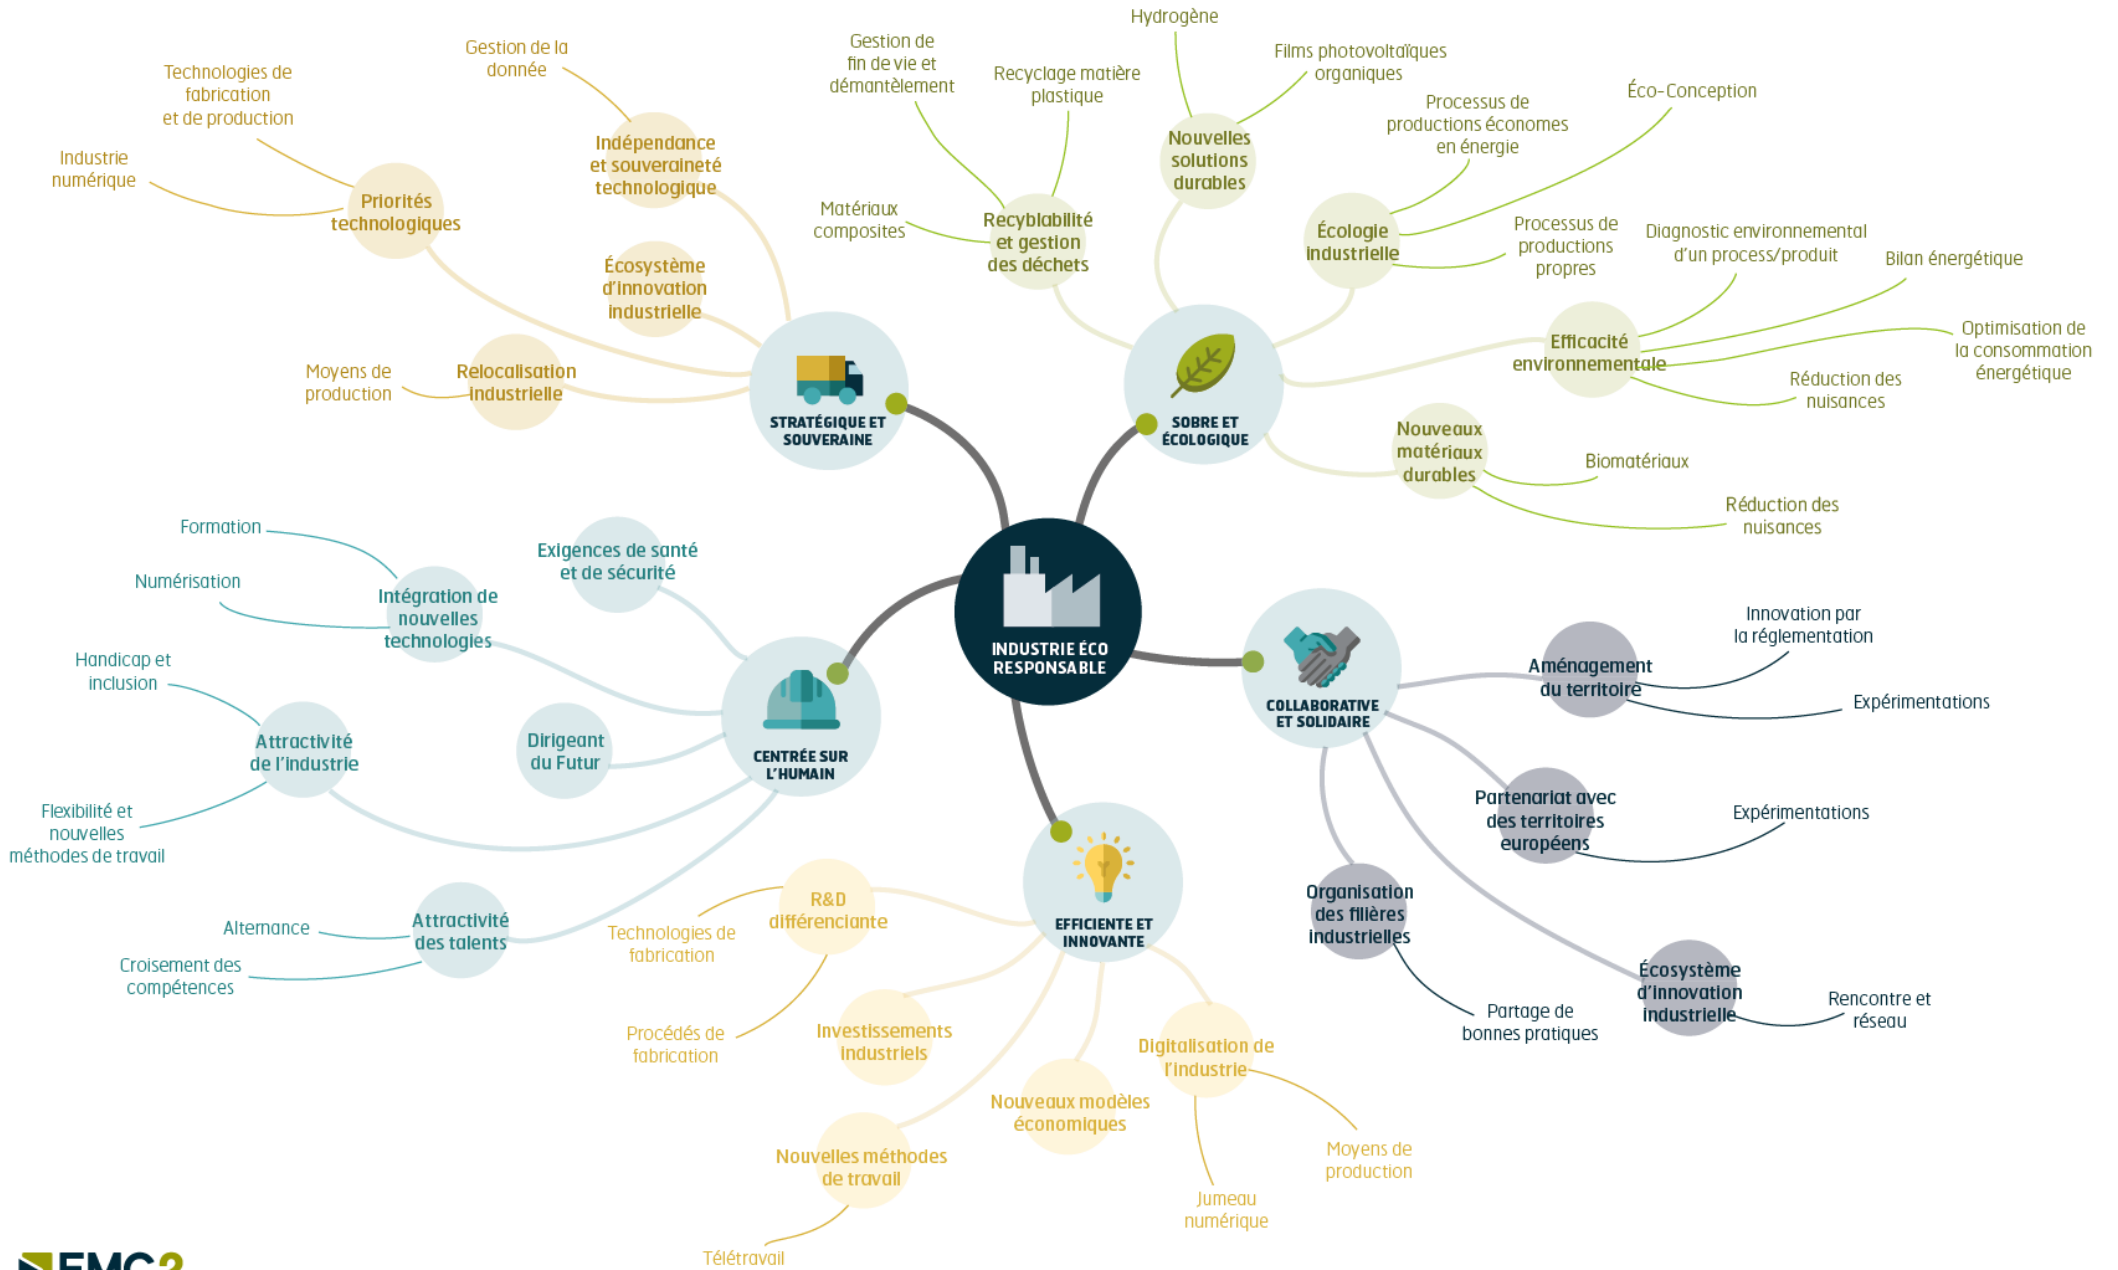 Hydrogène
Gestion de
fin de vie et
démantèlement
Recyclage matière
plastique
Films photovoltaïques
organiques
Processus de
productions économes
en énergie
Éco-Conception
Nouvelles
solutions
durables
Matériaux
composites
Recyblabilité
et gestion
des déchets
Écologie
industrielle
Processus de
productions
propres
Diagnostic environnemental
d'un process/produit
Bilan énergétique
Optimisation de
la consommation
énergétique
Efficacité
environnementale
Réduction des
nuisances
Nouveaux
matériaux
durables
Biomatériaux
Réduction des
nuisances
SOBRE ET
ÉCOLOGIQUE
Gestion de la
donnée
Technologies de
fabrication
et de production
Industrie
numérique
Priorités
technologiques
Indépendance
et souveraineté
technologique
Écosystème
d'innovation
industrielle
Moyens de
production
Relocalisation
industrielle
STRATÉGIQUE ET
SOUVERAINE
INDUSTRIE ÉCO
RESPONSABLE
Formation
Numérisation
Intégration de
nouvelles
technologies
Exigences de santé
et de sécurité
Handicap et
inclusion
Attractivité
de l'industrie
Flexibilité et
nouvelles
méthodes de travail
Dirigeant
du Futur
CENTRÉE SUR
L'HUMAIN
Alternance
Croisement des
compétences
Attractivité
des talents
COLLABORATIVE
ET SOLIDAIRE
Innovation par
la réglementation
Aménagement
du territoire
Expérimentations
Partenariat avec
des territoires
européens
Expérimentations
Organisation
des filières
industrielles
Partage de
bonnes pratiques
Écosystème
d'innovation
industrielle
Rencontre et
réseau
EFFICIENTE ET
INNOVANTE
R&D
différenciante
Technologies de
fabrication
Procédés de
fabrication
Investissements
industriels
Nouvelles méthodes
de travail
Télétravail
Nouveaux modèles
économiques
Digitalisation de
l'industrie
Moyens de
production
Jumeau
numérique
EMC2